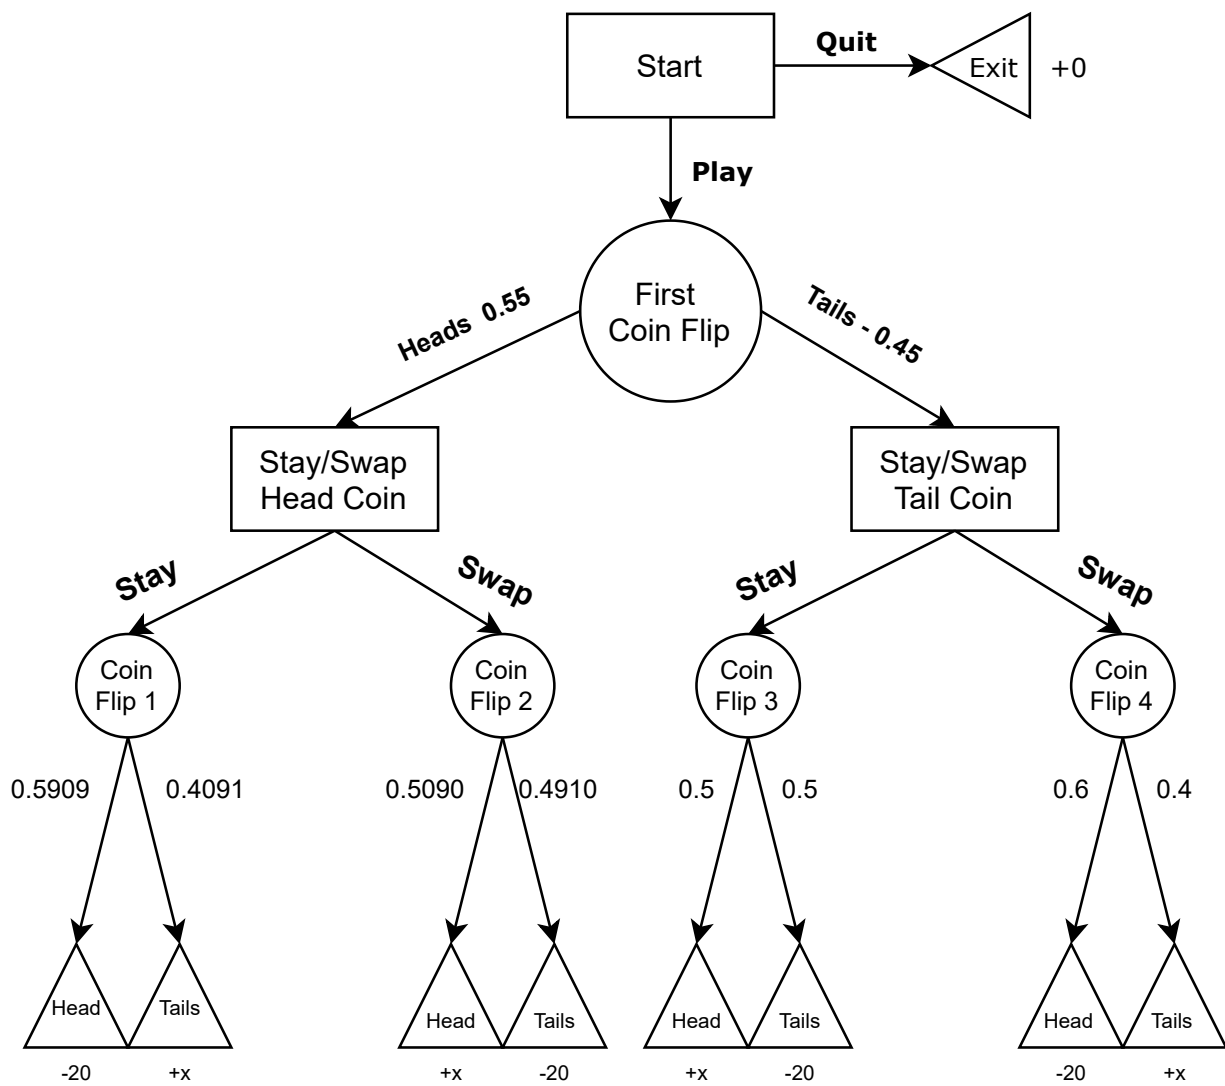 Quit
Start
Exit
+0
Play
Heads  0.55
First
Coin Flip
Tails - 0.45
Stay/Swap
Head Coin
Stay/Swap
Tail Coin
Stay
Swap
Stay
Swap
Coin
Flip 1
Coin
Flip 2
Coin
Flip 3
Coin
Flip 4
0.5909
0.4091
0.5090
0.4910
0.5
0.5
0.6
0.4
Head
Tails
Head
Tails
Head
Tails
Head
Tails
-20
+x
+x
-20
+x
-20
-20
+x